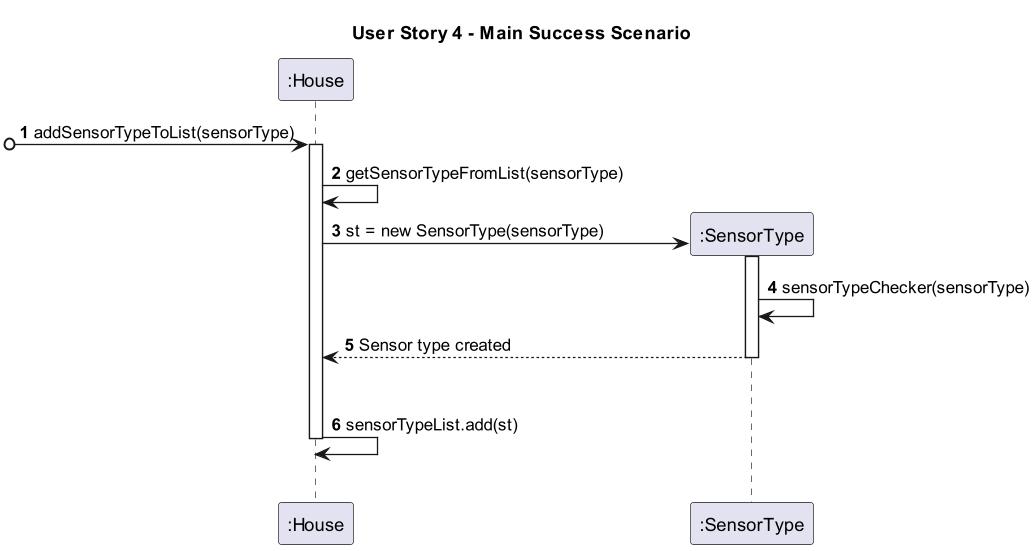 User Story 4 - Main Success Scenario
:House
1 addSensorTypeToList(sensorType)
2 getSensorTypeFromList(sensorType)
3 st = new SensorType(sensorType)
:SensorType
4 sensorTypeChecker(sensorType)
5 Sensor type created
6 sensorTypeList.add(st)
:House
:SensorType